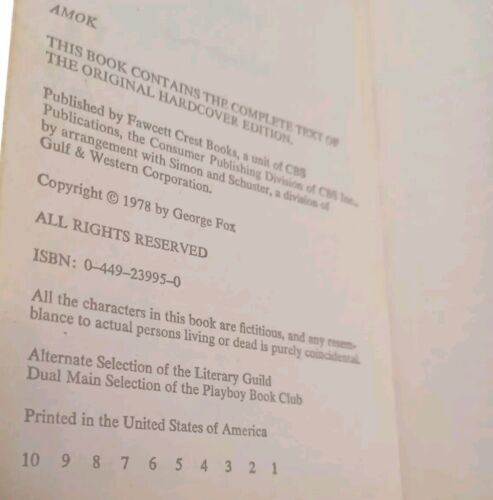 AMOK
THIS BOOK CONTAINS THE COMPLETE TEXT OF
THE ORIGINAL HARDCOVER EDITION.
Published by Fawcett Crest Books, a unit of CBS
Publications, the Consumer Publishing Division of CBS Inc.,
by arrangement with Simon and Schuster, a division of
Gulf & Western Corporation.
Copyright © 1978 by George Fox
ALL RIGHTS RESERVED
ISBN: 0-449-23995-0
All the characters in this book are fictitious, and any resem-
blance to actual persons living or dead is purely coincidental.
Alternate Selection of the Literary Guild
Dual Main Selection of the Playboy Book Club
Printed in the United States of America
10 9 8 7 6 5 4 3 2 1